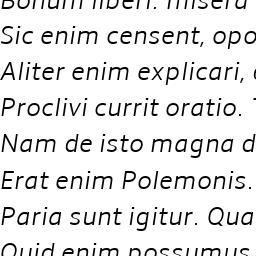 Bonum liberi: misera
Sic enim censent, opo
Aliter enim explicari,
Proclivi currit oratio.
Nam de isto magna d
Erat enim Polemonis.
Paria sunt igitur. Qua
Quid enim possumus